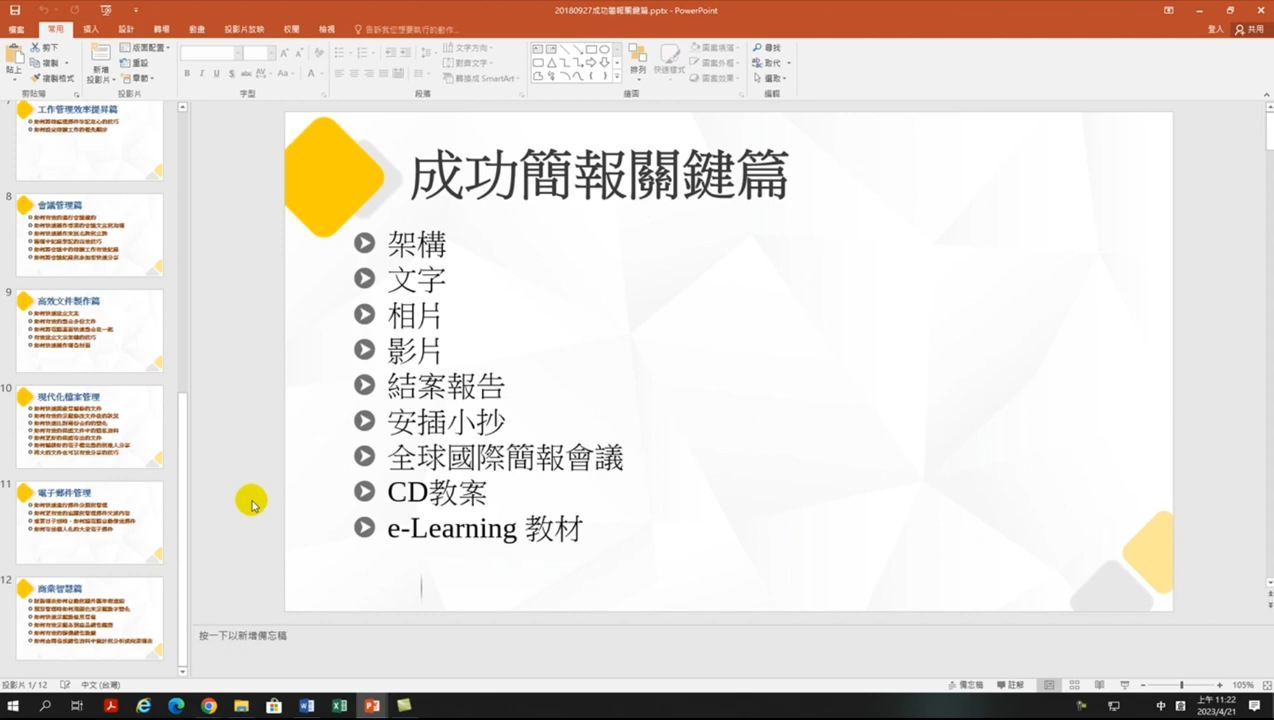 20180927成功簡報關鍵篇.pptx - PowerPoint
檔案 常用 插入 設計 轉場 動畫 投影片放映 校閱 檢視 告訴我您想要執行的動作... 登入 共用
貼上 剪下 複製 複製格式 新增投影片 版面配置 重設 章節
文字方向 對齊文字 轉換成 SmartArt 排列 快速樣式 圖案填滿 圖案外框 圖案效果 尋找 取代 選取
剪貼簿 投影片 字型 段落 繪圖 編輯
工作管理效率提昇篇
8 會議管理篇
9 高效文件製作篇
10 現代化檔案管理
11 電子郵件管理
12 商業智慧篇
成功簡報關鍵篇
架構
文字
相片
影片
結案報告
安插小抄
全球國際簡報會議
CD教案
e-Learning 教材
按一下以新增備忘稿
投影片 1/12 中文 (台灣) 備忘稿 註解 105%
中 上午 11:22
2023/4/21